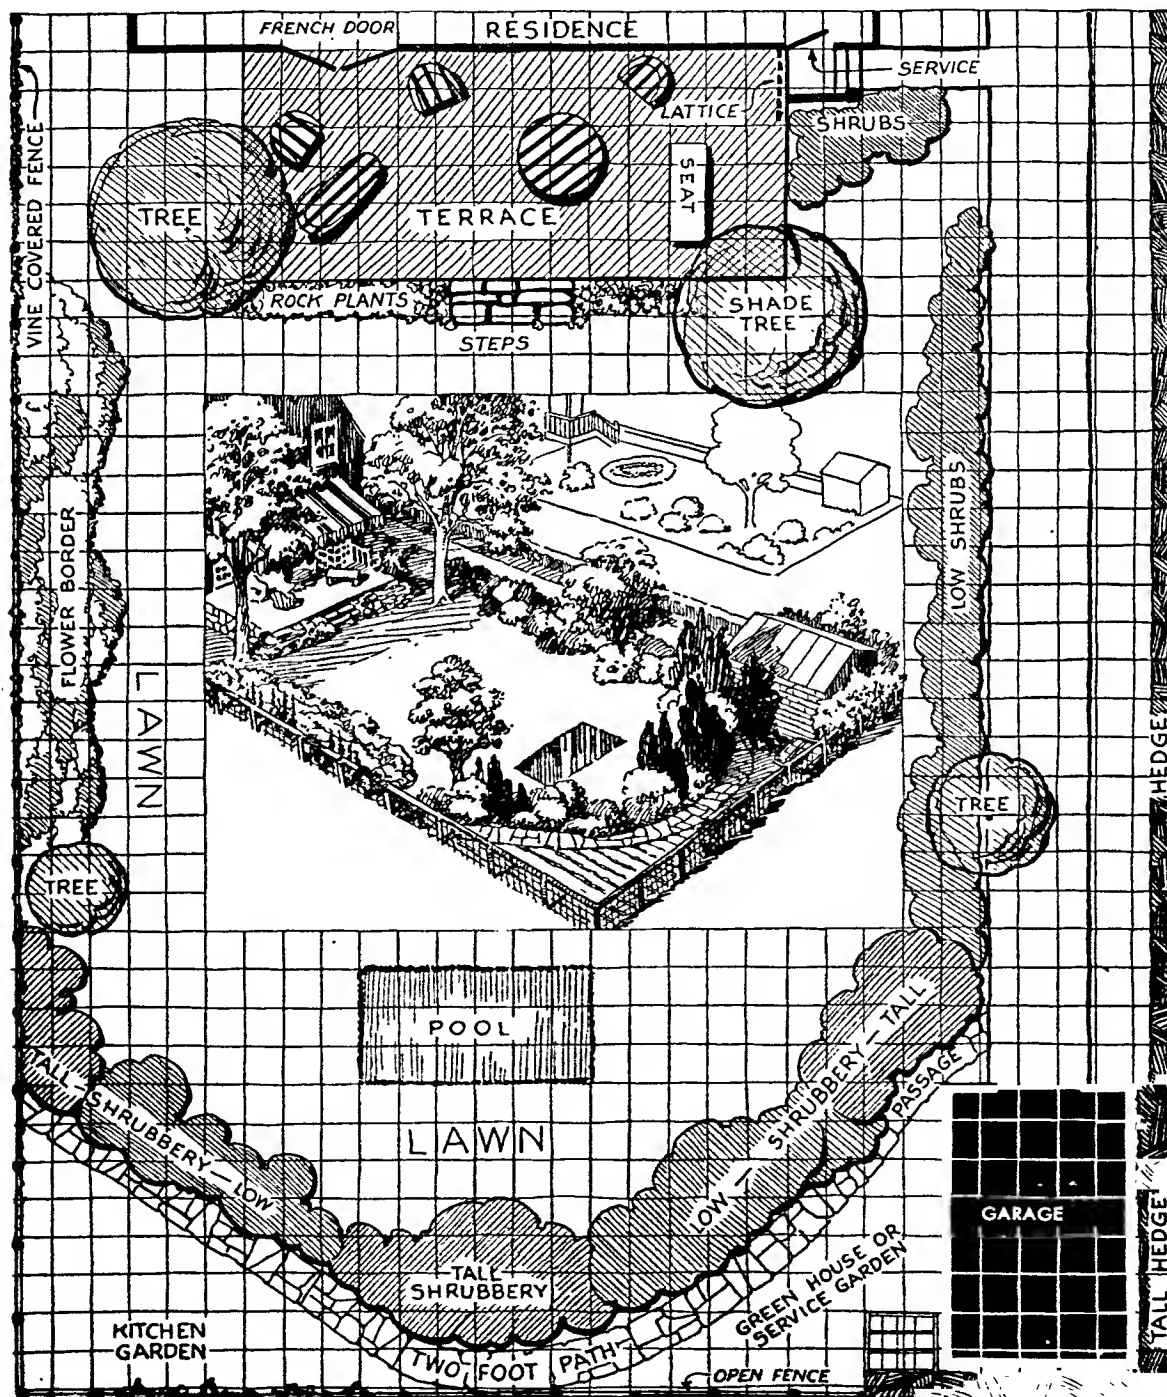 FRENCH DOOR
RESIDENCE
SERVICE
LATTICE
SHRUBS
VINE COVERED FENCE
TREE
SEAT
TERRACE
ROCK PLANTS
SHADE
TREE
STEPS
FLOWER BORDER
LAWN
LOW SHRUBS
HEDGE
TREE
TREE
POOL
LAWN
TALL-
SHRUBBERY-LOW
LOW-SHRUBBERY-TALL
PASSAGE
GARAGE
TALL HEDGE
TALL
SHRUBBERY
GREEN HOUSE OR
SERVICE GARDEN
KITCHEN
GARDEN
TWO FOOT PATH
OPEN FENCE